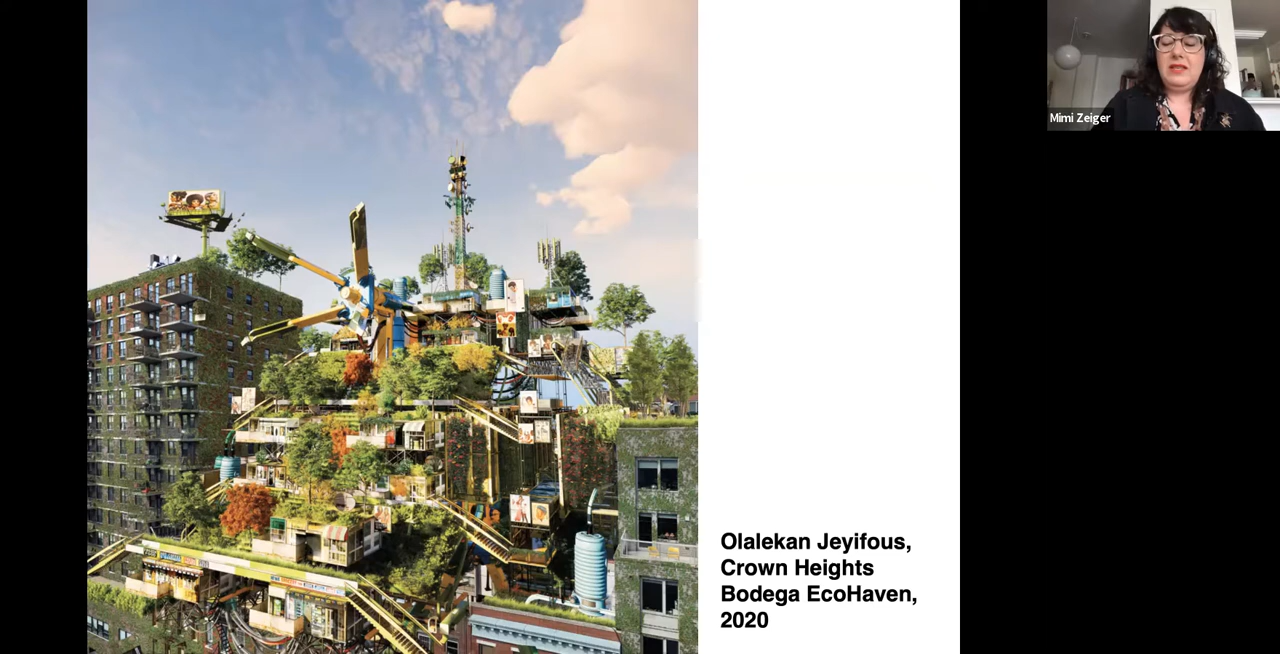 Mimi Zeiger
Olalekan Jeyifous,
Crown Heights
Bodega EcoHaven,
2020